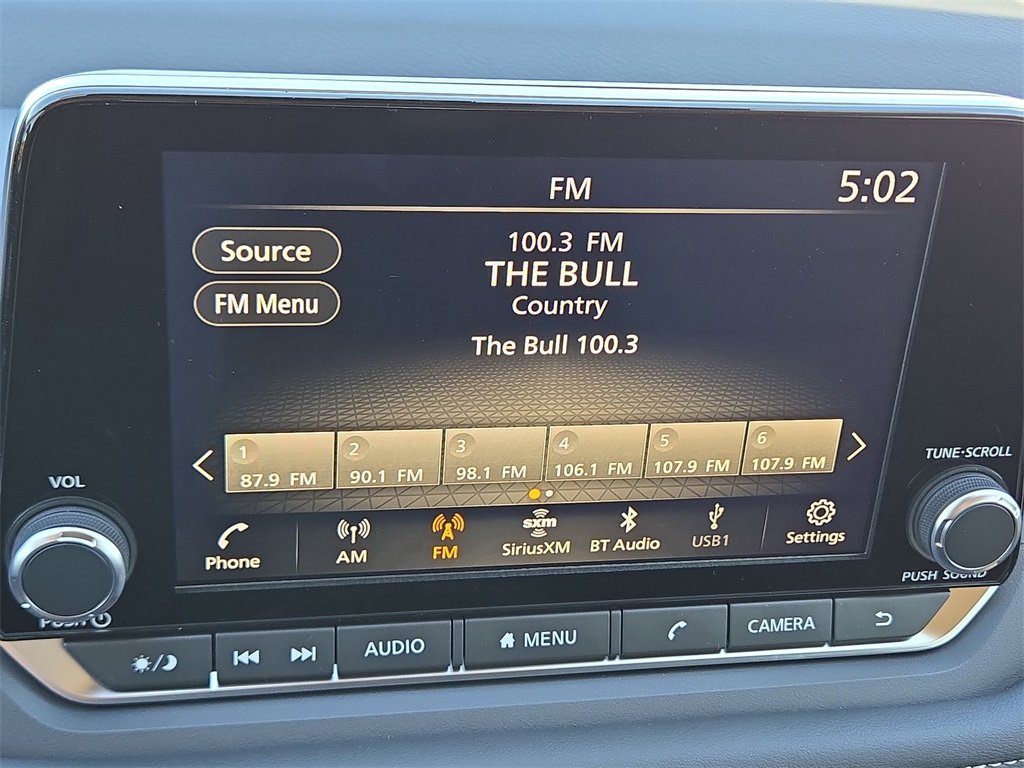 FM
5:02
Source
FM Menu
100.3 FM
THE BULL
Country
The Bull 100.3
1
87.9 FM
2
90.1 FM
3
98.1 FM
4
106.1 FM
5
107.9 FM
6
107.9 FM
VOL
TUNE·SCROLL
Phone
AM
FM
sxm
SiriusXM
BT Audio
USB1
Settings
PUSH
PUSH SOUND
AUDIO
MENU
CAMERA